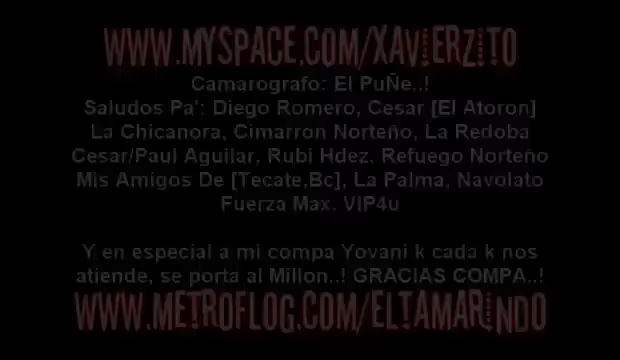 WWW.MYSPACE.COM/XAVIERZITO
Camarografo: El PuÑe..!
Saludos Pa': Diego Romero, Cesar [El Atoron]
La Chicanora, Cimarron Norteño, La Redoba
Cesar/Paul Aguilar, Rubi Hdez, Refuego Norteño
Mis Amigos De [Tecate,Bc], La Palma, Navolato
Fuerza Max. VIP4u
Y en especial a mi compa Yovani k cada k nos
atiende, se porta al Millon..! GRACIAS COMPA..!
WWW.METROFLOG.COM/ELTAMARINDO